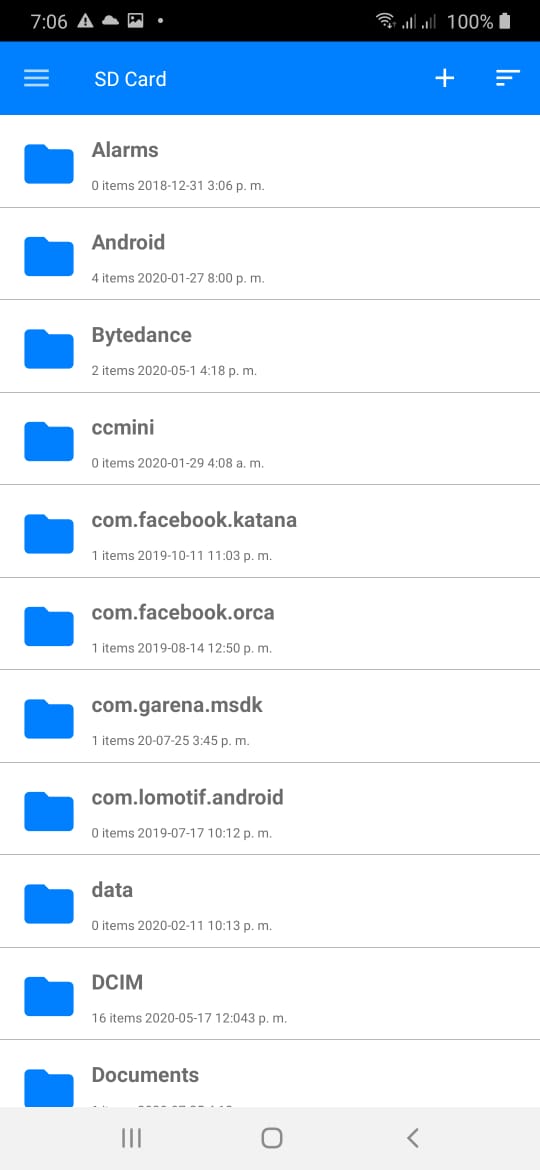 7:06
100%
SD Card
Alarms
0 items 2018-12-31 3:06 p. m.
Android
4 items 2020-01-27 8:00 p. m.
Bytedance
2 items 2020-05-1 4:18 p. m.
ccmini
0 items 2020-01-29 4:08 a. m.
com.facebook.katana
1 items 2019-10-11 11:03 p. m.
com.facebook.orca
1 items 2019-08-14 12:50 p. m.
com.garena.msdk
1 items 20-07-25 3:45 p. m.
com.lomotif.android
0 items 2019-07-17 10:12 p. m.
data
0 items 2020-02-11 10:13 p. m.
DCIM
16 items 2020-05-17 12:043 p. m.
Documents